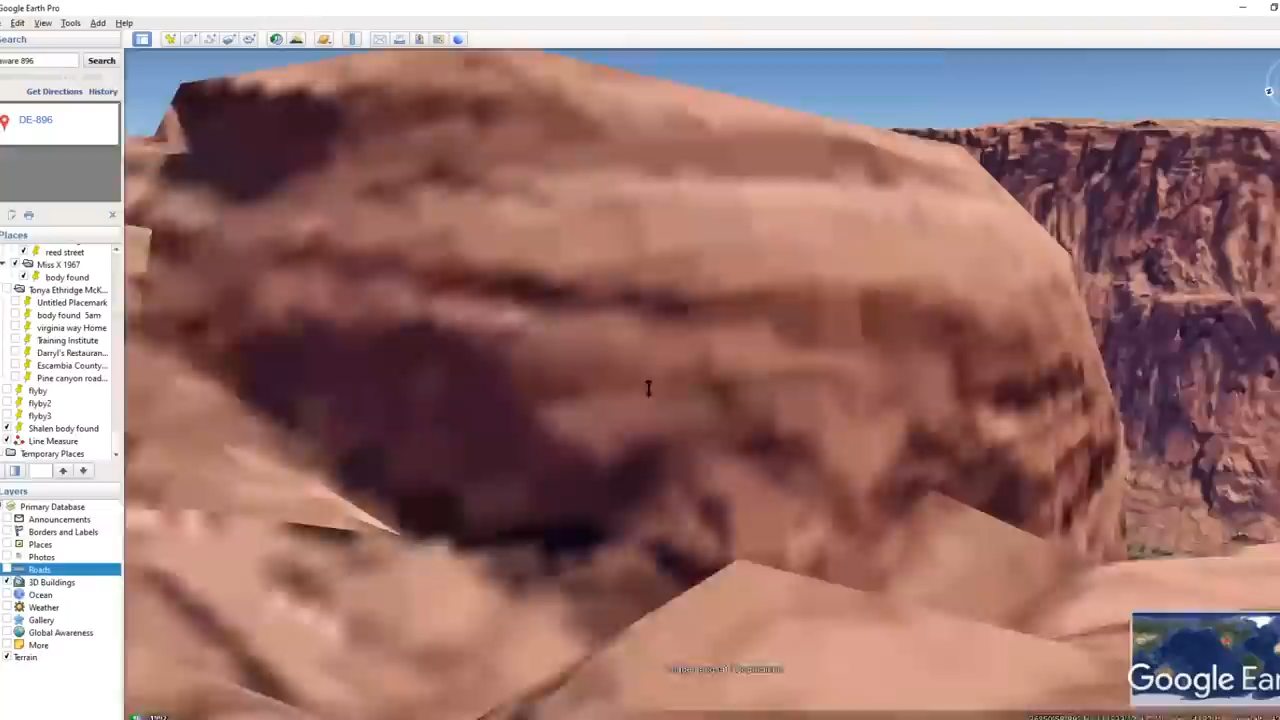 Google Earth Pro
Edit View Tools Add Help
Search
aware 896 Search
Get Directions History
DE-896
Places
reed street
Miss X 1967
body found
Tonya Ethridge McK...
Untitled Placemark
body found 5am
virginia way Home
Training Institute
Darryl's Restauran...
Escambia County...
Pine canyon road...
flyby
flyby2
flyby3
Shalen body found
Line Measure
Temporary Places
Layers
Primary Database
Announcements
Borders and Labels
Places
Photos
Roads
3D Buildings
Ocean
Weather
Gallery
Global Awareness
More
Terrain
Google Ear
1992